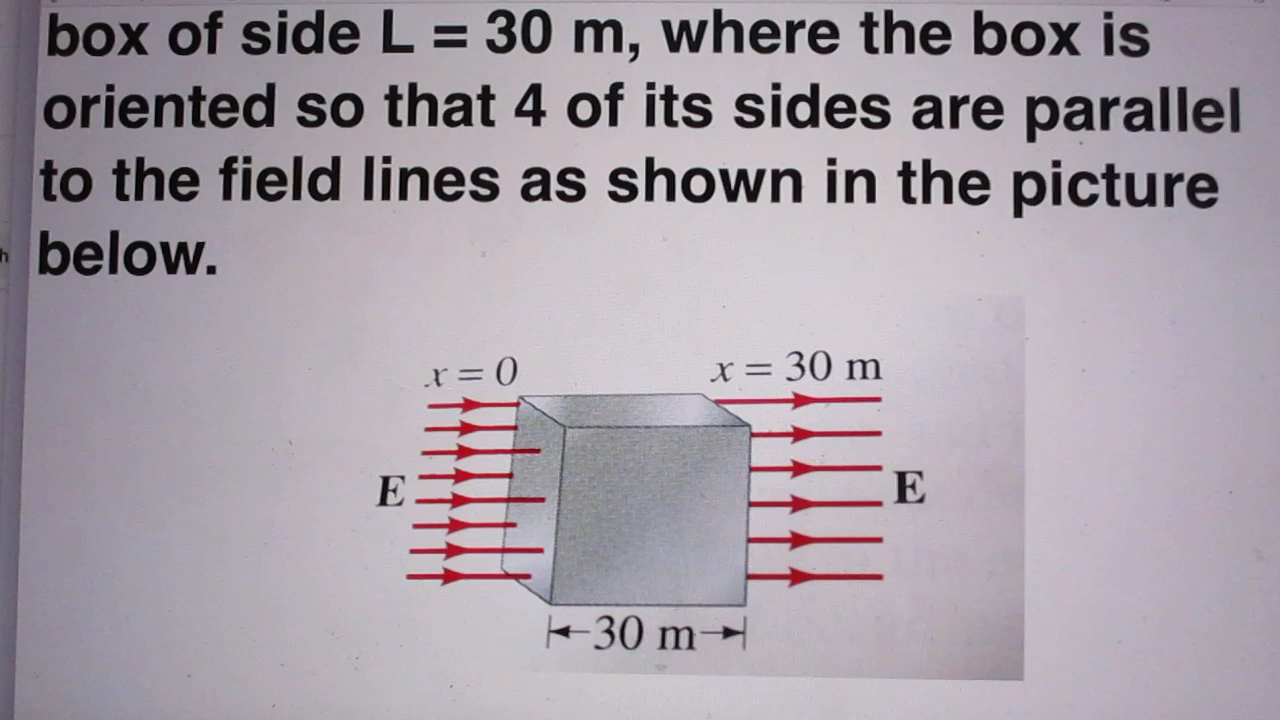 box of side L = 30 m, where the box is
oriented so that 4 of its sides are parallel
to the field lines as shown in the picture
below.
x = 0
x = 30 m
E
E
30 m